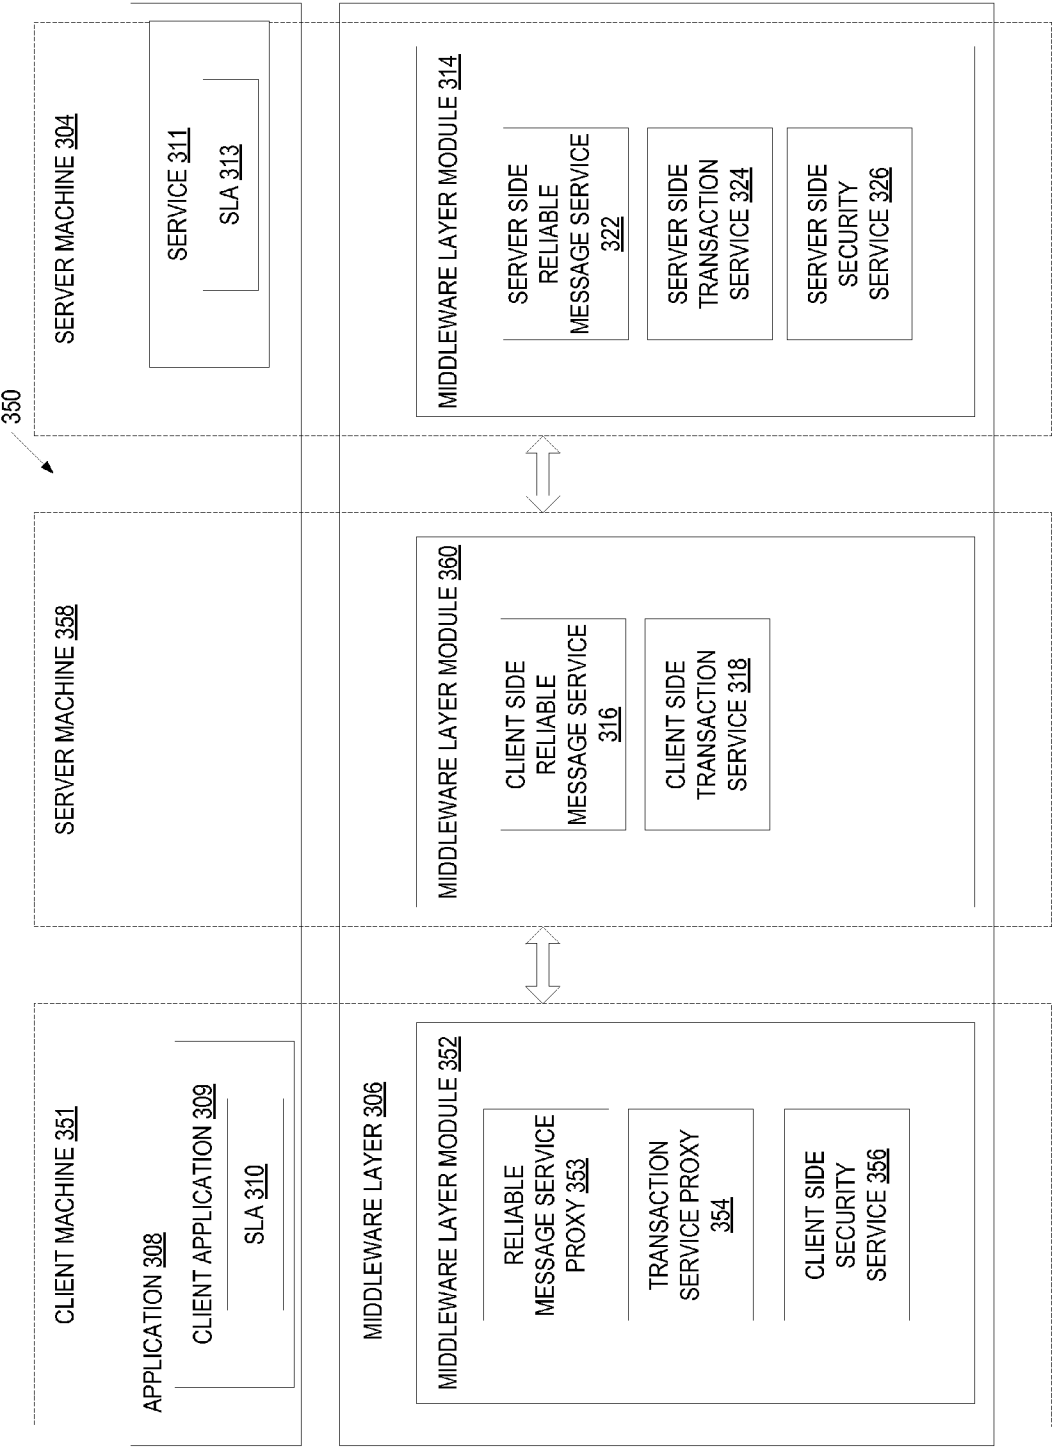 350
CLIENT MACHINE 351
APPLICATION 308
CLIENT APPLICATION 309
SLA 310
MIDDLEWARE LAYER 306
MIDDLEWARE LAYER MODULE 352
RELIABLE
MESSAGE SERVICE
PROXY 353
TRANSACTION
SERVICE PROXY
354
CLIENT SIDE
SECURITY
SERVICE 356
SERVER MACHINE 358
MIDDLEWARE LAYER MODULE 360
CLIENT SIDE
RELIABLE
MESSAGE SERVICE
316
CLIENT SIDE
TRANSACTION
SERVICE 318
SERVER MACHINE 304
SERVICE 311
SLA 313
MIDDLEWARE LAYER MODULE 314
SERVER SIDE
RELIABLE
MESSAGE SERVICE
322
SERVER SIDE
TRANSACTION
SERVICE 324
SERVER SIDE
SECURITY
SERVICE 326